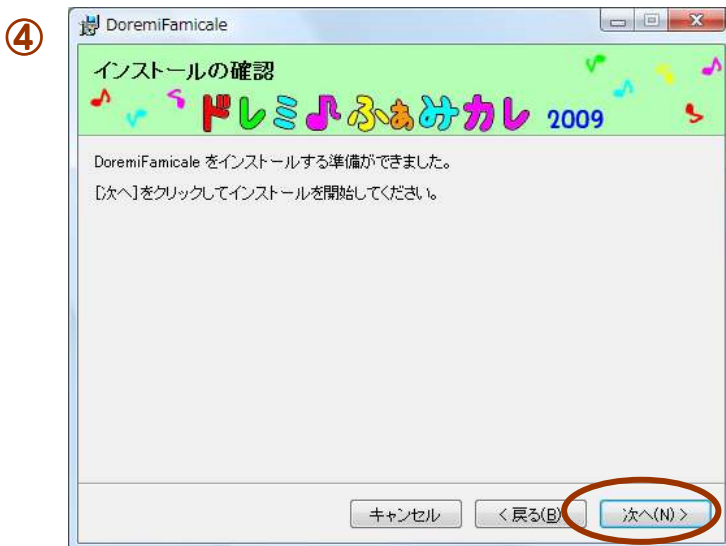 ④
DoremiFamicale
インストールの確認
ドレミ♪ふぁみカレ 2009
DoremiFamicale をインストールする準備ができました。
[次へ]をクリックしてインストールを開始してください。
キャンセル
< 戻る(B)
次へ(N) >